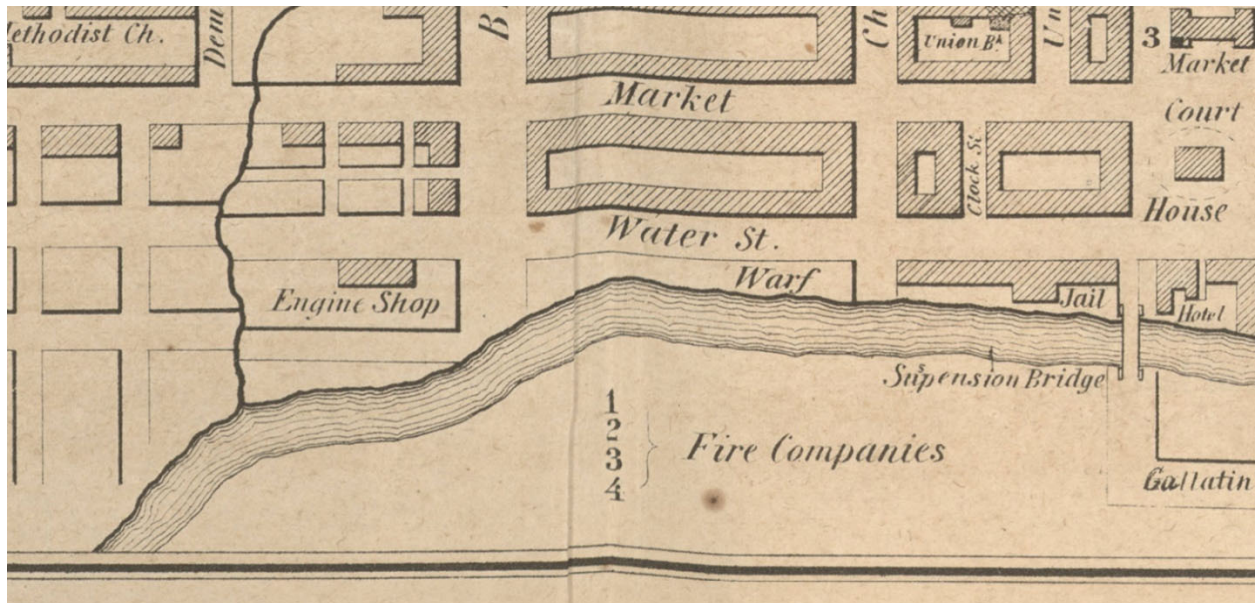 ethodist Ch.
Dem
B
Ch
Union Bk.
Un
3
Market
Market
Court
House
Clock St.
Water St.
Warf
Engine Shop
Jail
Hotel
Suspension Bridge
1
2
3
4
Fire Companies
Gallatin